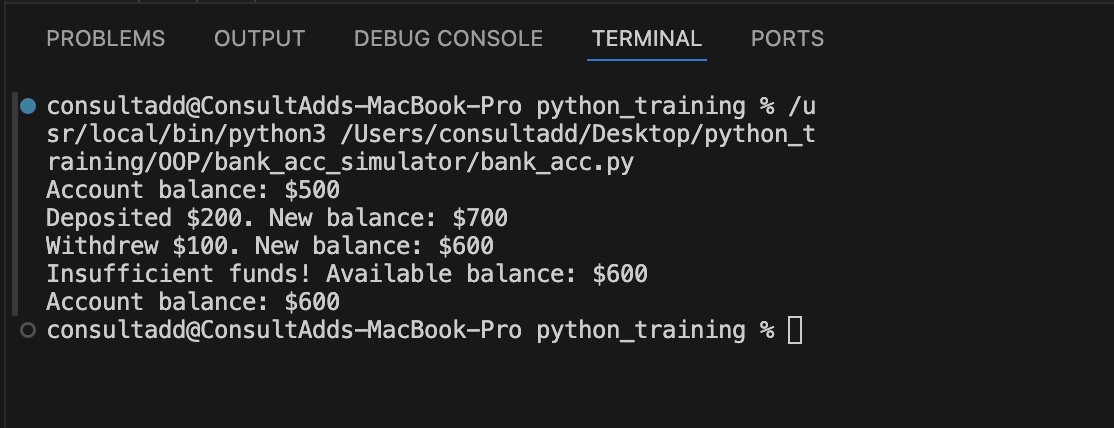 PROBLEMS OUTPUT DEBUG CONSOLE TERMINAL PORTS
consultadd@ConsultAdds-MacBook-Pro python_training % /u
sr/local/bin/python3 /Users/consultadd/Desktop/python_t
raining/OOP/bank_acc_simulator/bank_acc.py
Account balance: $500
Deposited $200. New balance: $700
Withdrew $100. New balance: $600
Insufficient funds! Available balance: $600
Account balance: $600
consultadd@ConsultAdds-MacBook-Pro python_training %